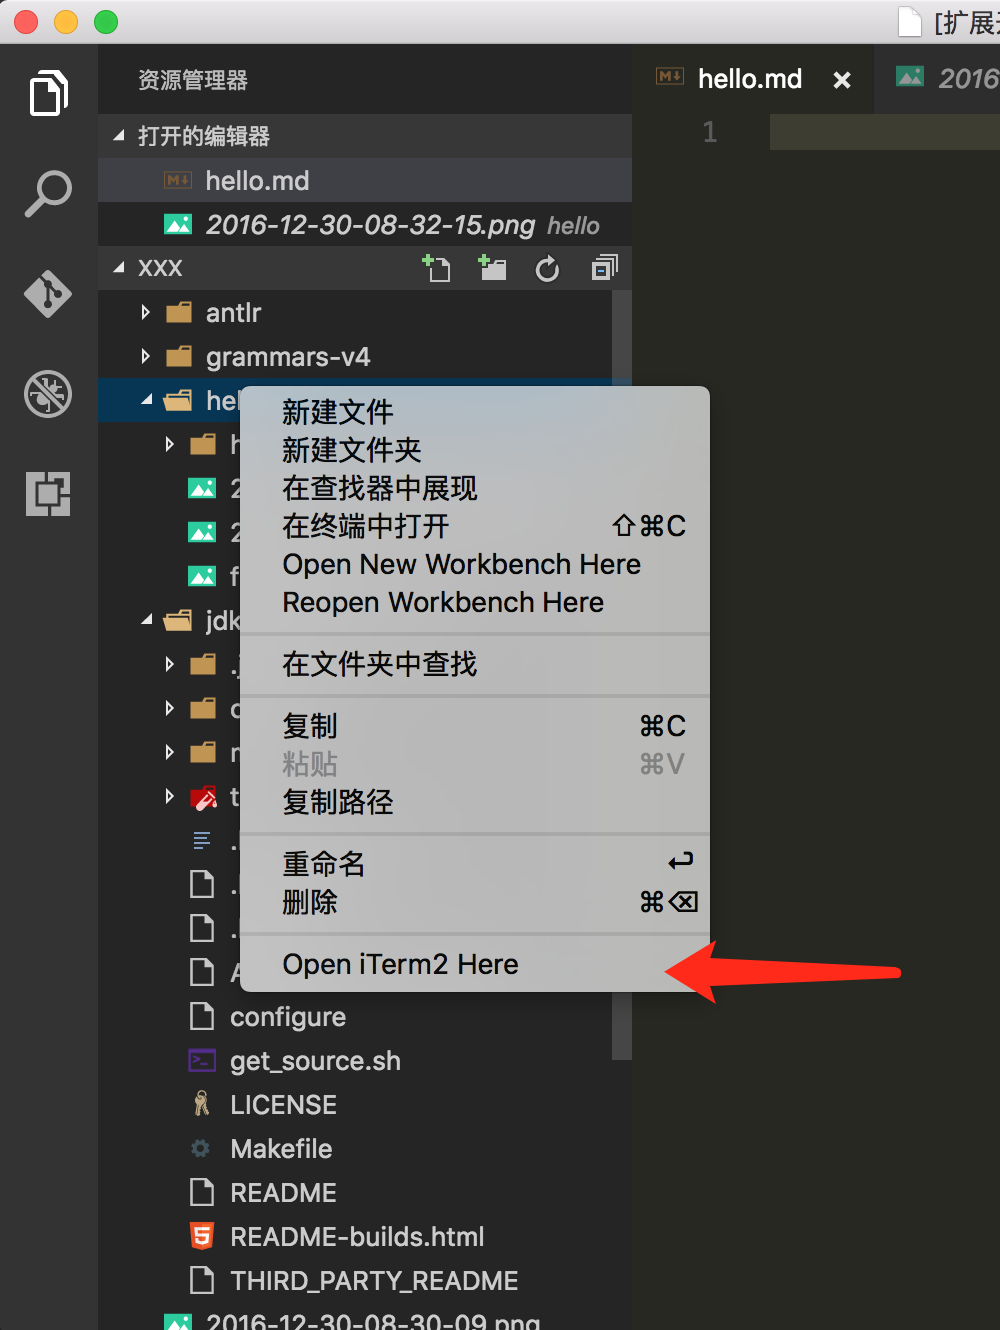 [扩展
资源管理器
hello.md
2016
打开的编辑器
1
hello.md
2016-12-30-08-32-15.png hello
XXX
antlr
grammars-v4
新建文件
新建文件夹
在查找器中展现
在终端中打开 ⇧⌘C
Open New Workbench Here
Reopen Workbench Here
jdk
在文件夹中查找
复制 ⌘C
粘贴 ⌘V
复制路径
重命名 ↩
删除 ⌘⌫
Open iTerm2 Here
configure
get_source.sh
LICENSE
Makefile
README
README-builds.html
THIRD_PARTY_README
2016-12-30-08-30-09.png